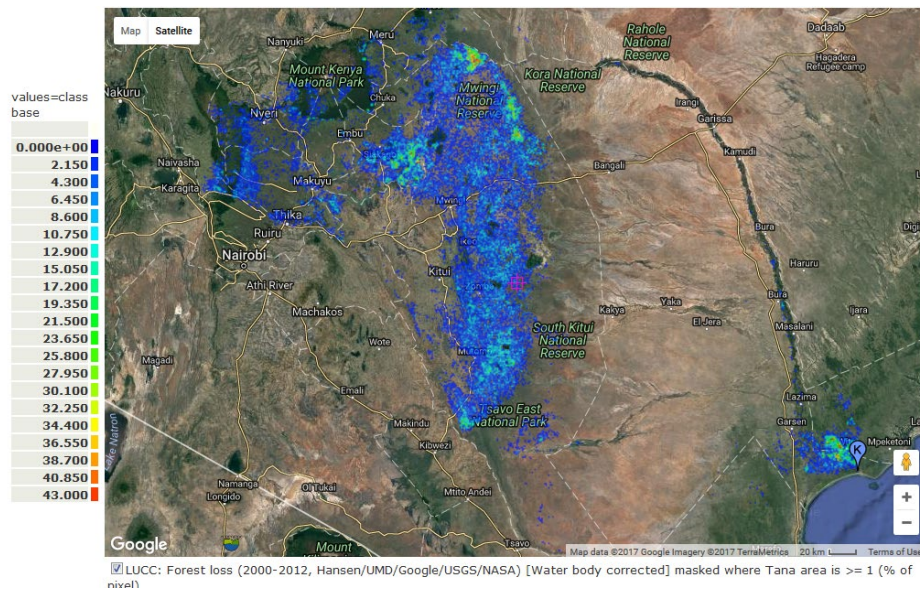 Map
Satellite
Nanyuki
Meru
Rahole
National
Reserve
Dadaab
Hagadera
Refugee camp
values=class
base
Nakuru
Mount Kenya
National Park
Mwingi
National
Reserve
Kora National
Reserve
Chuka
Irangi
Garissa
Nyeri
Embu
Kamudi
0.000e+00
2.150
4.300
6.450
8.600
10.750
12.900
15.050
17.200
19.350
21.500
23.650
25.800
27.950
30.100
32.250
34.400
36.550
38.700
40.850
43.000
Naivasha
Karagita
Makuyu
Bangali
Thika
Ruiru
Nairobi
Bura
Digi
Haruru
Kitui
Athi River
Machakos
Bura
Kakya
Yaka
El Jera
Ijara
Masalani
South Kitui
National
Reserve
Wote
Magadi
Emali
Lazima
Tsavo East
National Park
Makindu
Kibwezi
Garsen
Mpeketoni
K
Lake Natron
Namanga
Longido
Ol Tukai
Mtito Andei
Tsavo
Mount
Google
Map data ©2017 Google Imagery ©2017 TerraMetrics
20 km
Terms of Use
LUCC: Forest loss (2000-2012, Hansen/UMD/Google/USGS/NASA) [Water body corrected] masked where Tana area is >= 1 (% of
pixel)